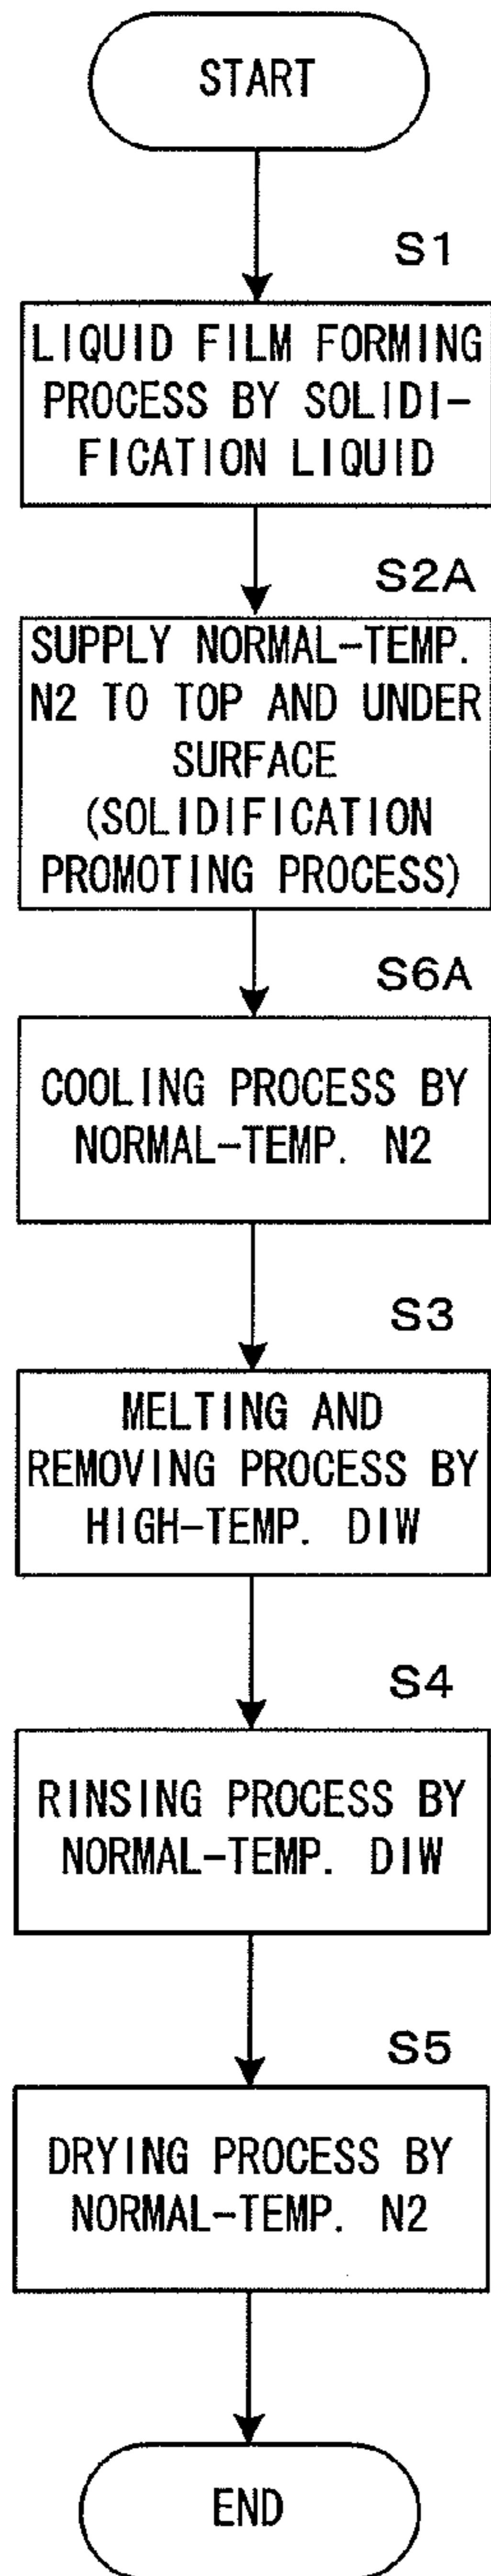 START
S1
LIQUID FILM FORMING
PROCESS BY SOLIDI-
FICATION LIQUID
S2A
SUPPLY NORMAL-TEMP.
N2 TO TOP AND UNDER
SURFACE
(SOLIDIFICATION
PROMOTING PROCESS)
S6A
COOLING PROCESS BY
NORMAL-TEMP. N2
S3
MELTING AND
REMOVING PROCESS BY
HIGH-TEMP. DIW
S4
RINSING PROCESS BY
NORMAL-TEMP. DIW
S5
DRYING PROCESS BY
NORMAL-TEMP. N2
END